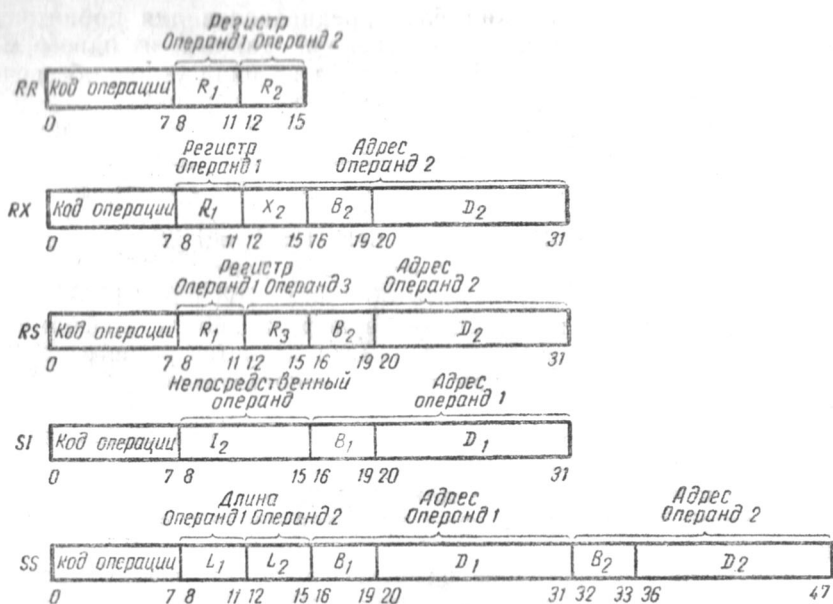 Регистр
Операнд 1 Операнд 2
RR Код операции R1 R2
0 7 8 11 12 15
Регистр Адрес
Операнд 1 Операнд 2
RX Код операции R1 X2 B2 D2
0 7 8 11 12 15 16 19 20 31
Регистр Адрес
Операнд 1 Операнд 3 Операнд 2
RS Код операции R1 R3 B2 D2
0 7 8 11 12 15 16 19 20 31
Непосредственный Адрес
операнд операнд 1
SI Код операции I2 B1 D1
0 7 8 15 16 19 20 31
Длина Адрес Адрес
Операнд 1 Операнд 2 Операнд 1 Операнд 2
SS Код операции L1 L2 B1 D1 B2 D2
0 7 8 11 12 15 16 19 20 31 32 33 36 47